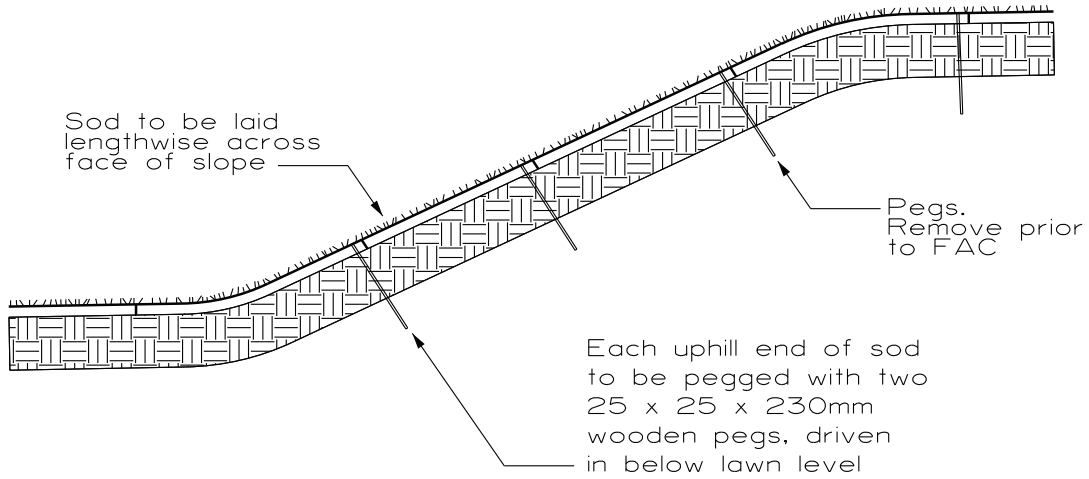 Sod to be laid
lengthwise across
face of slope
Pegs.
Remove prior
to FAC
Each uphill end of sod
to be pegged with two
25 x 25 x 230mm
wooden pegs, driven
in below lawn level